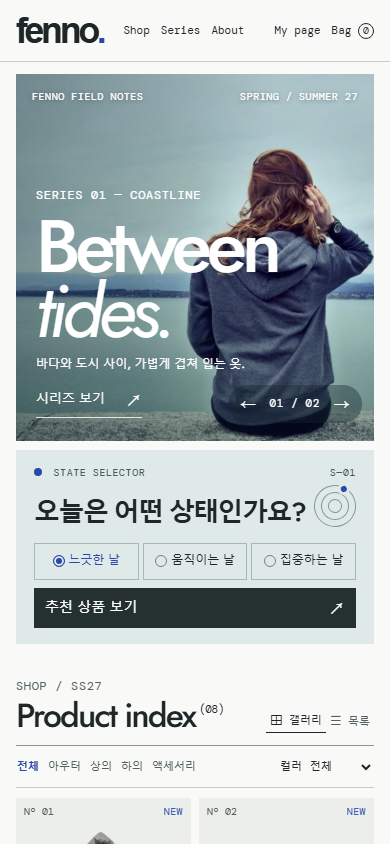 fenno. Shop Series About My page Bag 0
FENNO FIELD NOTES SPRING / SUMMER 27
SERIES 01 — COASTLINE
Between
tides.
바다와 도시 사이, 가볍게 겹쳐 입는 옷.
시리즈 보기 ↗
← 01 / 02 →
STATE SELECTOR S—01
오늘은 어떤 상태인가요?
느긋한 날 움직이는 날 집중하는 날
추천 상품 보기 ↗
SHOP / SS27
Product index (08)
갤러리 목록
전체 아우터 상의 하의 액세서리 컬러 전체
Nº 01 NEW Nº 02 NEW